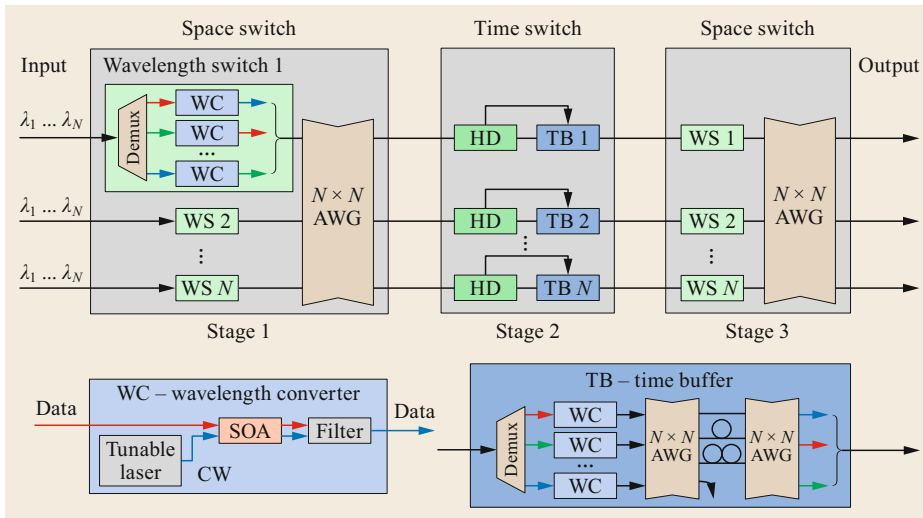 Space switch
Time switch
Space switch
Input
Wavelength switch 1
Output
λ1 ... λN
Demux
WC
WC
...
WC
N × N
AWG
HD
TB 1
WS 1
N × N
AWG
λ1 ... λN
WS 2
HD
TB 2
WS 2
λ1 ... λN
WS N
HD
TB N
WS N
Stage 1
Stage 2
Stage 3
WC – wavelength converter
Data
SOA
Filter
Data
Tunable
laser
CW
TB – time buffer
Demux
WC
WC
...
WC
N × N
AWG
N × N
AWG